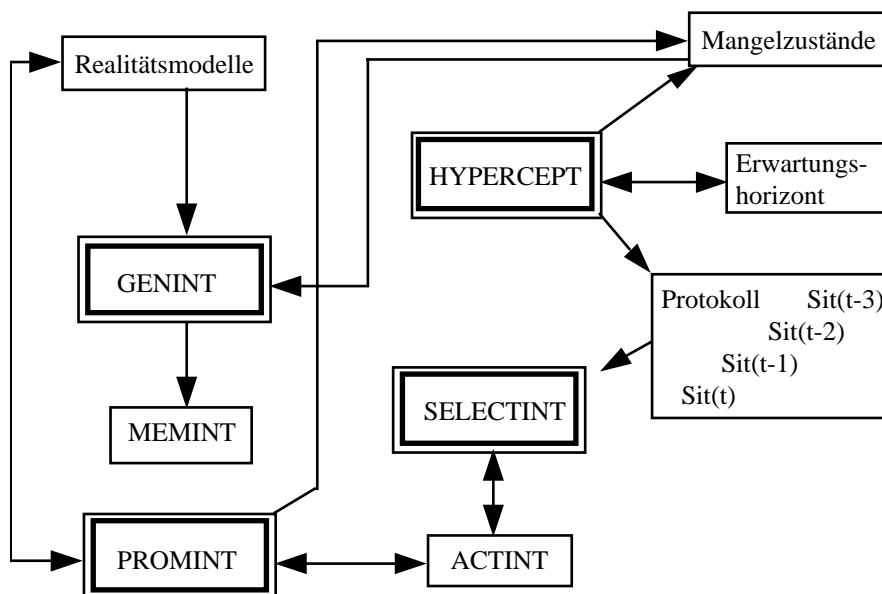 Realitätsmodelle
Mangelzustände
HYPERCEPT
Erwartungs-
horizont
GENINT
Protokoll Sit(t-3)
Sit(t-2)
Sit(t-1)
Sit(t)
SELECTINT
MEMINT
PROMINT
ACTINT